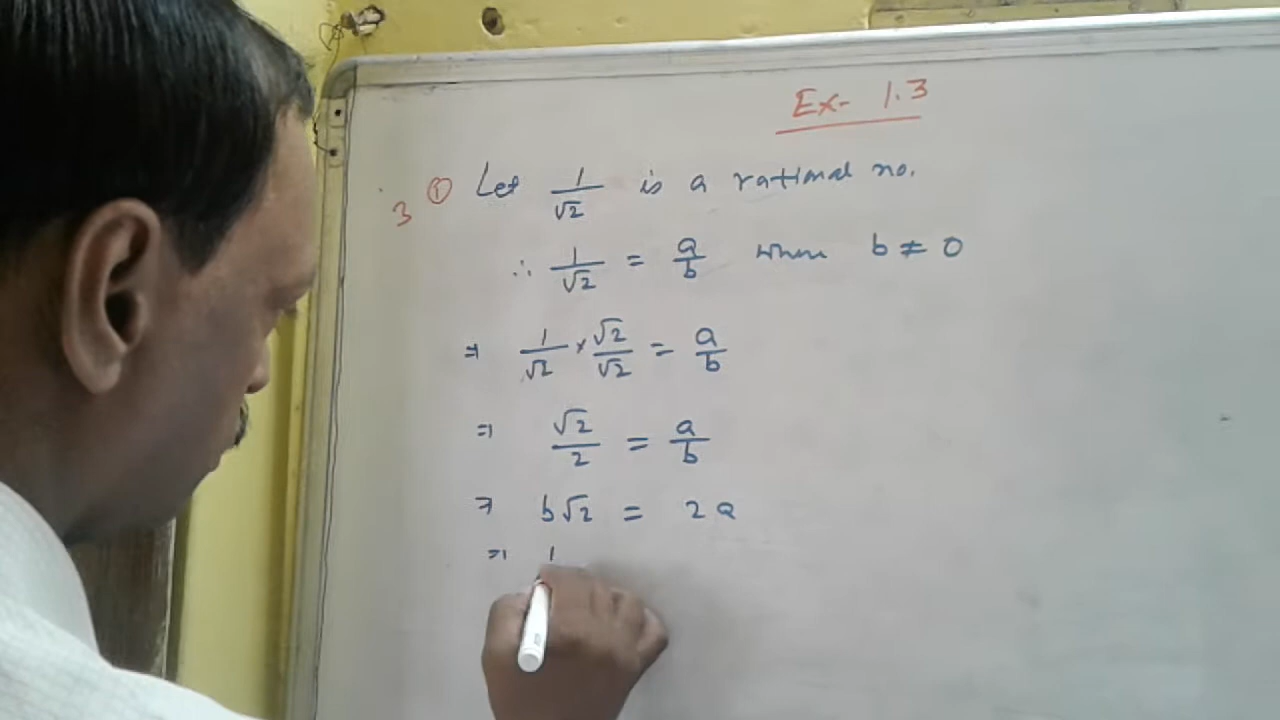 Ex- 1.3
3 ① Let 1/√2 is a rational no.
∴ 1/√2 = a/b where b ≠ 0
⇒ 1/√2 × √2/√2 = a/b
⇒ √2/2 = a/b
⇒ b√2 = 2a
⇒